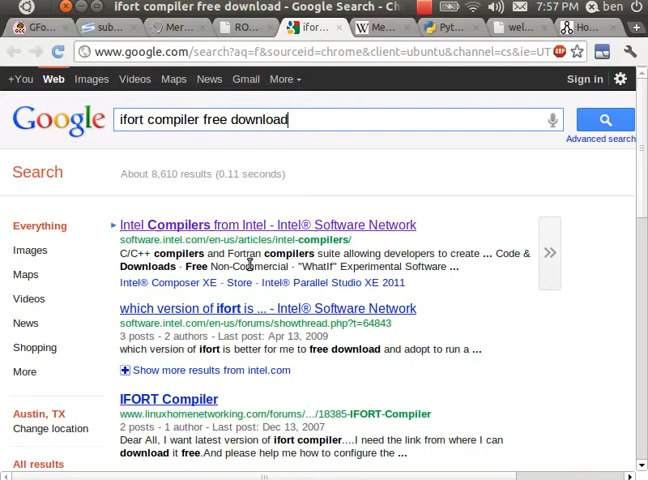 ifort compiler free download - Google Search - Ch
7:57 PM
ben
GFo
sub
Mer
RO
ifor
Me
Pyt
wel
Ho
www.google.com/search?aq=f&sourceid=chrome&client=ubuntu&channel=cs&ie=UT
+You Web Images Videos Maps News Gmail More Sign in
Google
ifort compiler free download
Advanced search
Search
About 8,610 results (0.11 seconds)
Everything
Images
Maps
Videos
News
Shopping
More
Austin, TX
Change location
All results
Intel Compilers from Intel - Intel® Software Network
software.intel.com/en-us/articles/intel-compilers/
C/C++ compilers and Fortran compilers suite allowing developers to create ... Code &
Downloads · Free Non-Commercial · "WhatIf" Experimental Software ...
Intel® Composer XE - Store - Intel® Parallel Studio XE 2011
which version of ifort is ... - Intel® Software Network
software.intel.com/en-us/forums/showthread.php?t=64843
3 posts - 2 authors - Last post: Apr 13, 2009
which version of ifort is better for me to free download and adopt to run a ...
Show more results from intel.com
IFORT Compiler
www.linuxhomenetworking.com/forums/.../18385-IFORT-Compiler
2 posts - 1 author - Last post: Dec 13, 2007
Dear All, I want latest version of ifort compiler....I need the link from where I can
download it free.And please help me how to configure the ...